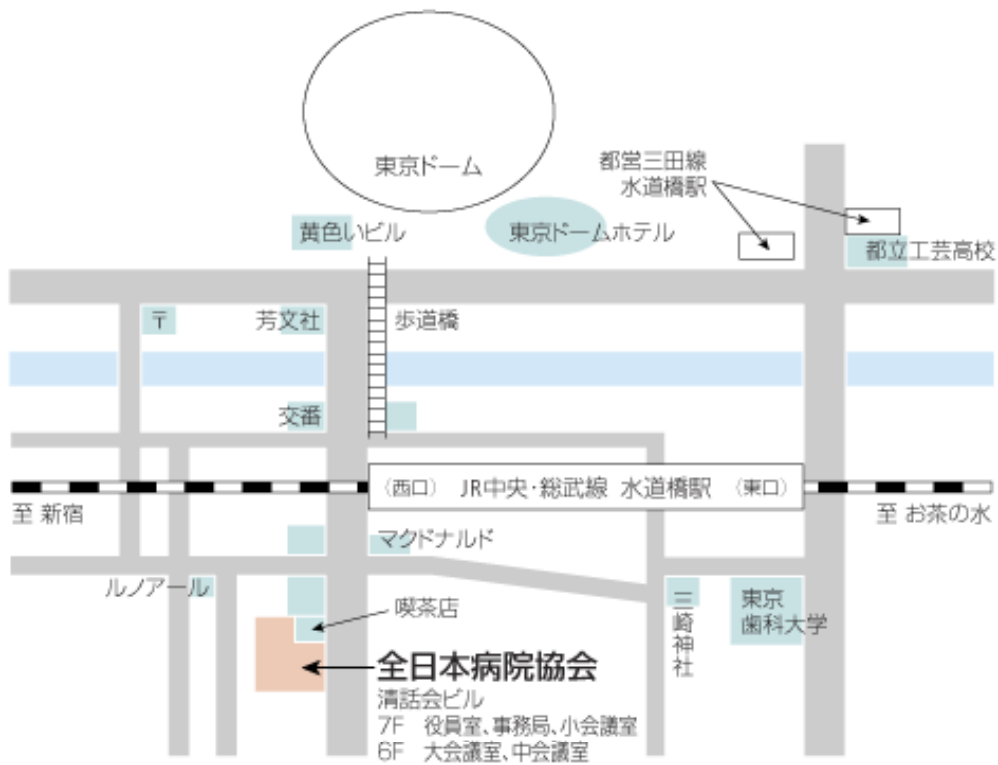 東京ドーム
都営三田線
水道橋駅
黄色いビル
東京ドームホテル
都立工芸高校
〒
芳文社
歩道橋
交番
(西口) JR中央・総武線 水道橋駅 (東口)
至 新宿
至 お茶の水
マクドナルド
ルノアール
喫茶店
三崎神社
東京
歯科大学
全日本病院協会
清話会ビル
7F 役員室、事務局、小会議室
6F 大会議室、中会議室